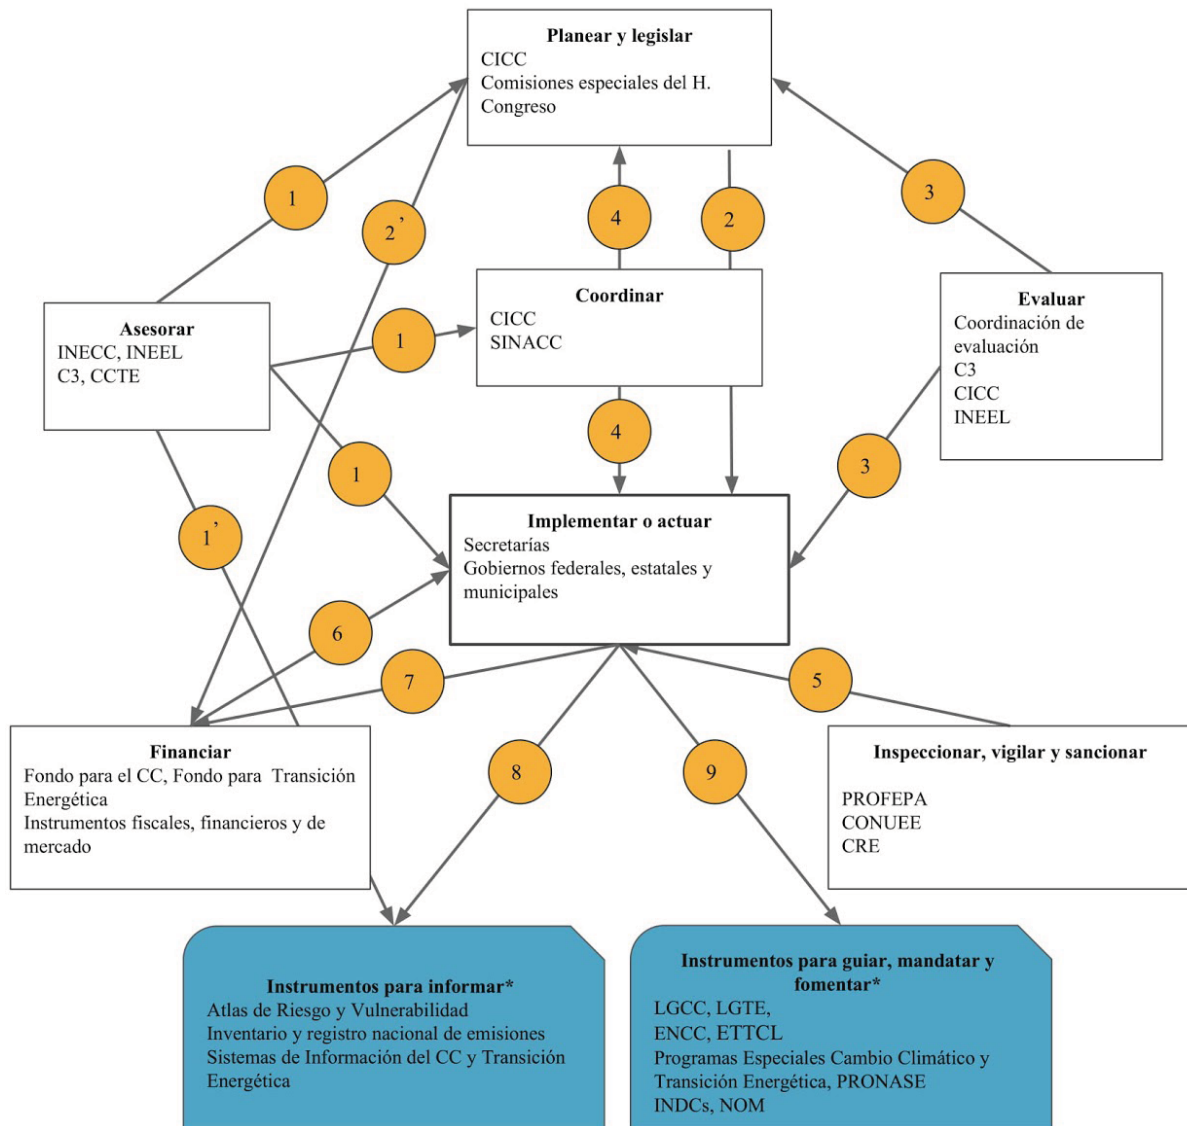 Planear y legislar
CICC
Comisiones especiales del H.
Congreso
1
2’
4
2
3
Coordinar
CICC
SINACC
Asesorar
INECC, INEEL
C3, CCTE
1
Evaluar
Coordinación de
evaluación
C3
CICC
INEEL
4
1
3
1’
Implementar o actuar
Secretarías
Gobiernos federales, estatales y
municipales
6
7
5
Financiar
Fondo para el CC, Fondo para Transición
Energética
Instrumentos fiscales, financieros y de
mercado
8
9
Inspeccionar, vigilar y sancionar
PROFEPA
CONUEE
CRE
Instrumentos para informar*
Atlas de Riesgo y Vulnerabilidad
Inventario y registro nacional de emisiones
Sistemas de Información del CC y Transición
Energética
Instrumentos para guiar, mandatar y
fomentar*
LGCC, LGTE,
ENCC, ETTCL
Programas Especiales Cambio Climático y
Transición Energética, PRONASE
INDCs, NOM